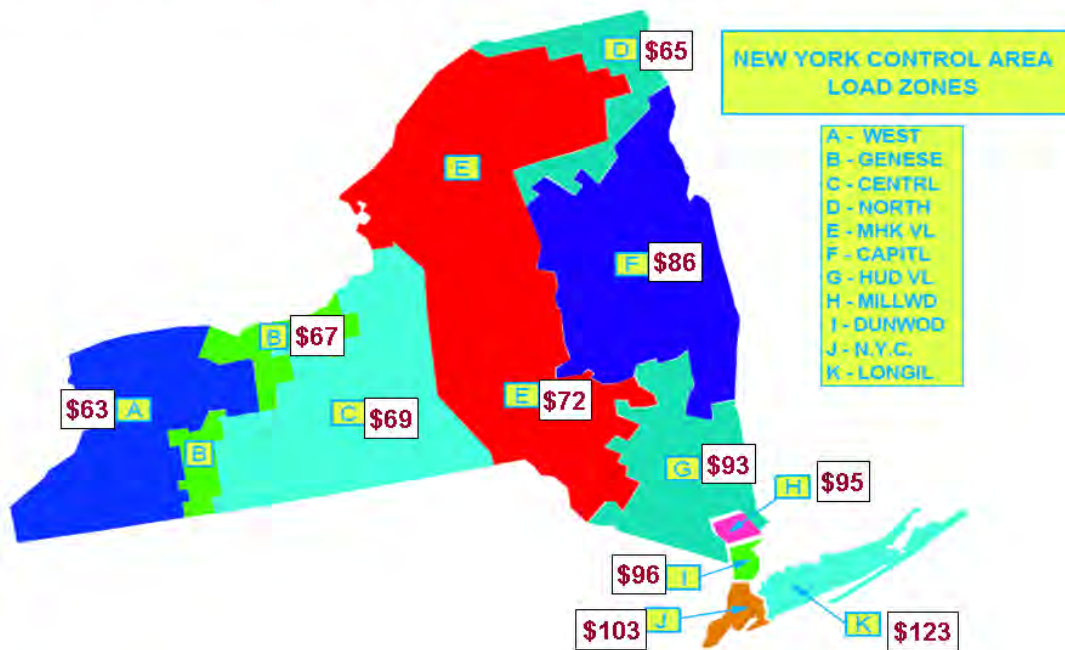 D $65
NEW YORK CONTROL AREA
LOAD ZONES
A - WEST
B - GENESE
C - CENTRL
D - NORTH
E - MHK VL
F - CAPITL
G - HUD VL
H - MILLWD
I - DUNWOD
J - N.Y.C.
K - LONGIL
E
F $86
B $67
$63 A
E $72
C $69
B
G $93
H $95
$96 I
$103 J
K $123